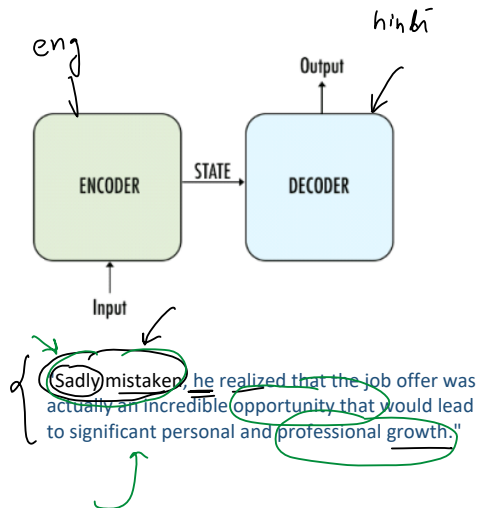 eng
hindi
Output
ENCODER
STATE
DECODER
Input
"Sadly mistaken, he realized that the job offer was
actually an incredible opportunity that would lead
to significant personal and professional growth."